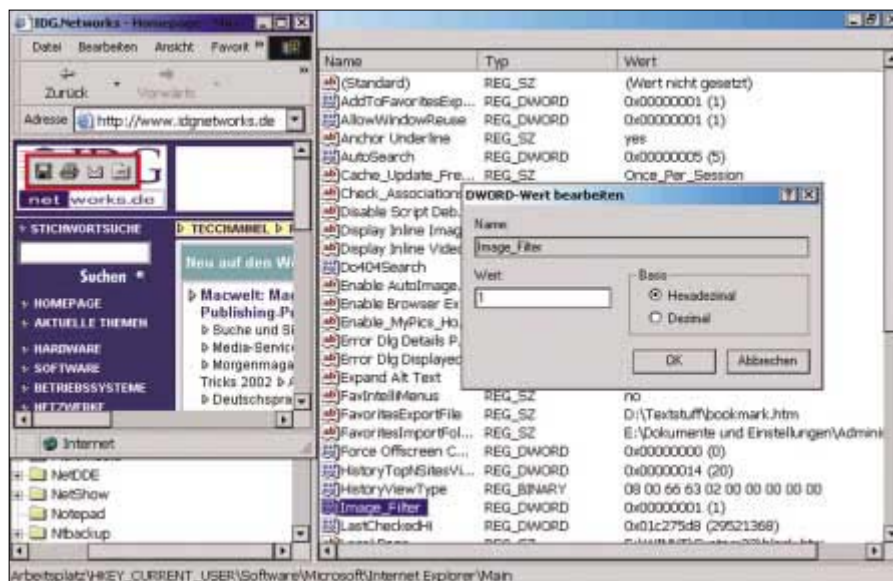 IDG.Networks - Homepage
Datei Bearbeiten Ansicht Favorit »
Zurück Vorwärts
Adresse http://www.idgnetworks.de
IDG
net works.de
STICHWORTSUCHE
Suchen
HOMEPAGE
AKTUELLE THEMEN
HARDWARE
SOFTWARE
BETRIEBSSYSTEME
NETZWERKE
TECCHANNEL
Neu auf den
Macwelt:
Suche und
Morgenmaga
Tricks 2002
Deutschspra
Internet
NetDDE
NetShow
Notepad
Ntbackup
Name Typ Wert
(Standard) REG_SZ (Wert nicht gesetzt)
AddToFavoritesExp... REG_DWORD 0x00000001 (1)
AllowWindowReuse REG_DWORD 0x00000001 (1)
Anchor Underline REG_SZ yes
AutoSearch REG_DWORD 0x00000005 (5)
Cache_Update_Fre... REG_SZ Once_Per_Session
Check_Associations
Disable Script Deb...
Display Inline Imag
Display Inline Video
Do404Search
Enable AutoImage...
Enable Browser Ex
Enable_MyPics_Ho...
Error Dlg Details P...
Error Dlg Displayed
Expand Alt Text
FavIntelliMenus REG_SZ no
FavoritesExportFile REG_SZ D:\Textstuff\bookmark.htm
FavoritesImportFol... REG_SZ E:\Dokumente und Einstellungen\Adminis
Force Offscreen C... REG_DWORD 0x00000000 (0)
HistoryTopNSitesVi... REG_DWORD 0x00000014 (20)
HistoryViewType REG_BINARY 08 00 66 63 02 00 00 00 00 00
Image_Filter REG_DWORD 0x00000001 (1)
LastCheckedHi REG_DWORD 0x01c275d8 (29521368)
DWORD-Wert bearbeiten
Name:
Image_Filter
Wert:
1
Basis
Hexadezimal
Dezimal
OK Abbrechen
Arbeitsplatz\HKEY_CURRENT_USER\Software\Microsoft\Internet Explorer\Main